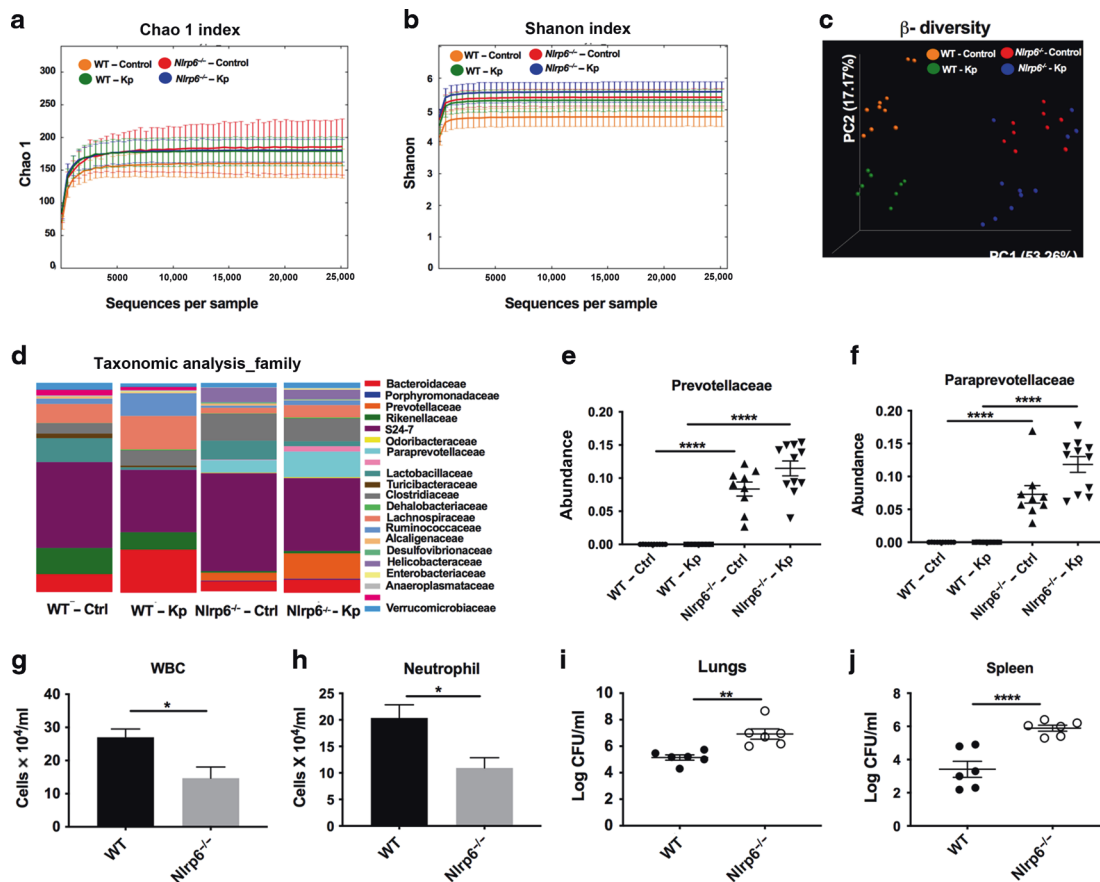 a
Chao 1 index
WT – Control
Nlrp6⁻/⁻ – Control
WT – Kp
Nlrp6⁻/⁻ – Kp
300
250
200
150
100
50
0
Chao 1
5000
10,000
15,000
20,000
25,000
Sequences per sample
b
Shanon index
WT – Control
Nlrp6⁻/⁻ – Control
WT – Kp
Nlrp6⁻/⁻ – Kp
6
5
4
3
2
1
0
Shanon
5000
10,000
15,000
20,000
25,000
Sequences per sample
c
β- diversity
WT - Control
Nlrp6⁻/⁻ Control
WT - Kp
Nlrp6⁻/⁻ - Kp
PC2 (17.17%)
PC1 (53.26%)
d
Taxonomic analysis_family
Bacteroidaceae
Porphyromonadaceae
Prevotellaceae
Rikenellaceae
S24-7
Odoribacteraceae
Paraprevotellaceae
Lactobacillaceae
Turicibacteraceae
Clostridiaceae
Dehalobacteriaceae
Lachnospiraceae
Ruminococcaceae
Alcaligenaceae
Desulfovibrionaceae
Helicobacteraceae
Enterobacteriaceae
Anaeroplasmataceae
Verrucomicrobiaceae
WT – Ctrl
WT - Kp
Nlrp6⁻/⁻ - Ctrl
Nlrp6⁻/⁻ - Kp
e
Prevotellaceae
0.20
0.15
0.10
0.05
0.00
Abundance
****
****
WT – Ctrl
WT – Kp
Nlrp6⁻/⁻ – Ctrl
Nlrp6⁻/⁻ – Kp
f
Paraprevotellaceae
0.20
0.15
0.10
0.05
0.00
Abundance
****
****
WT – Ctrl
WT – Kp
Nlrp6⁻/⁻ – Ctrl
Nlrp6⁻/⁻ – Kp
g
WBC
40
30
20
10
0
Cells × 10⁴/ml
*
WT
Nlrp6⁻/⁻
h
Neutrophil
25
20
15
10
5
0
Cells X 10⁴/ml
*
WT
Nlrp6⁻/⁻
i
Lungs
10
8
6
4
2
0
Log CFU/ml
**
WT
Nlrp6⁻/⁻
j
Spleen
8
6
4
2
0
Log CFU/ml
****
WT
Nlrp6⁻/⁻